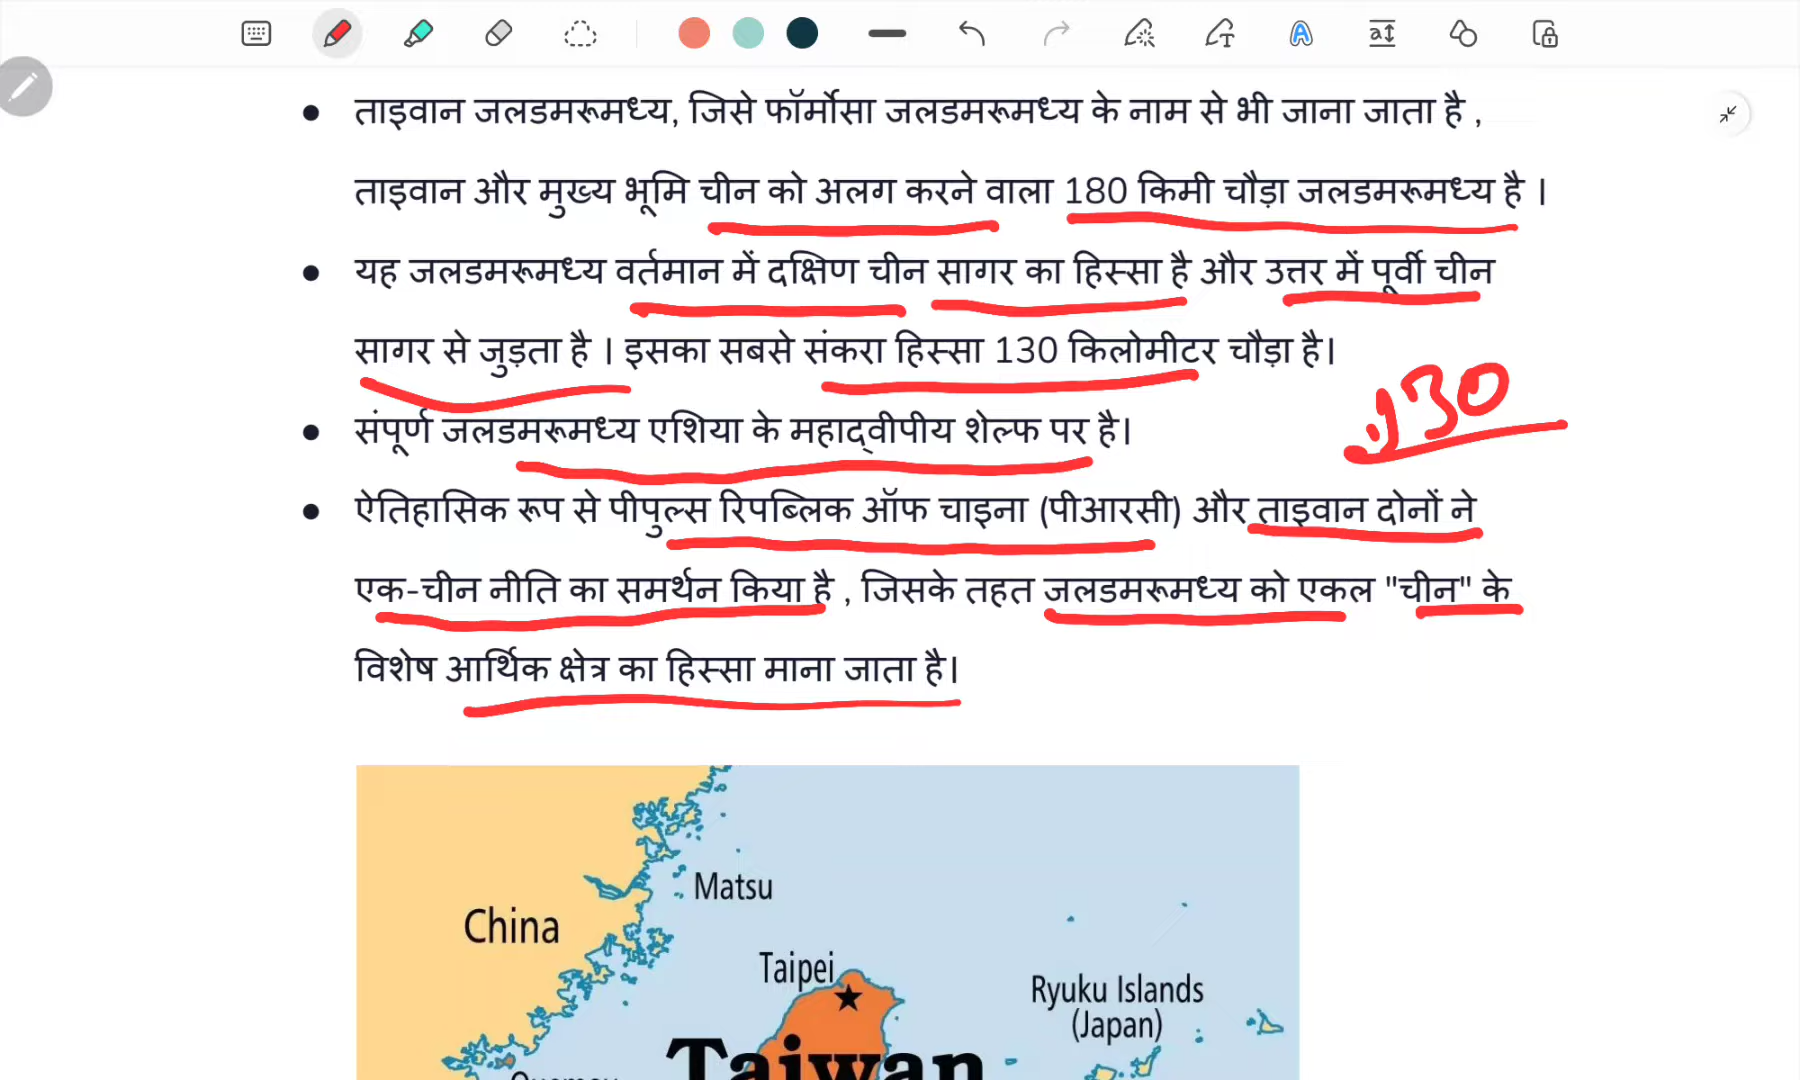 ताइवान जलडमरूमध्य, जिसे फॉर्मोसा जलडमरूमध्य के नाम से भी जाना जाता है ,
ताइवान और मुख्य भूमि चीन को अलग करने वाला 180 किमी चौड़ा जलडमरूमध्य है ।
यह जलडमरूमध्य वर्तमान में दक्षिण चीन सागर का हिस्सा है और उत्तर में पूर्वी चीन
सागर से जुड़ता है । इसका सबसे संकरा हिस्सा 130 किलोमीटर चौड़ा है।
130
संपूर्ण जलडमरूमध्य एशिया के महाद्वीपीय शेल्फ पर है।
ऐतिहासिक रूप से पीपुल्स रिपब्लिक ऑफ चाइना (पीआरसी) और ताइवान दोनों ने
एक-चीन नीति का समर्थन किया है , जिसके तहत जलडमरूमध्य को एकल "चीन" के
विशेष आर्थिक क्षेत्र का हिस्सा माना जाता है।
Matsu
China
Taipei
Ryuku Islands
(Japan)
Taiwan